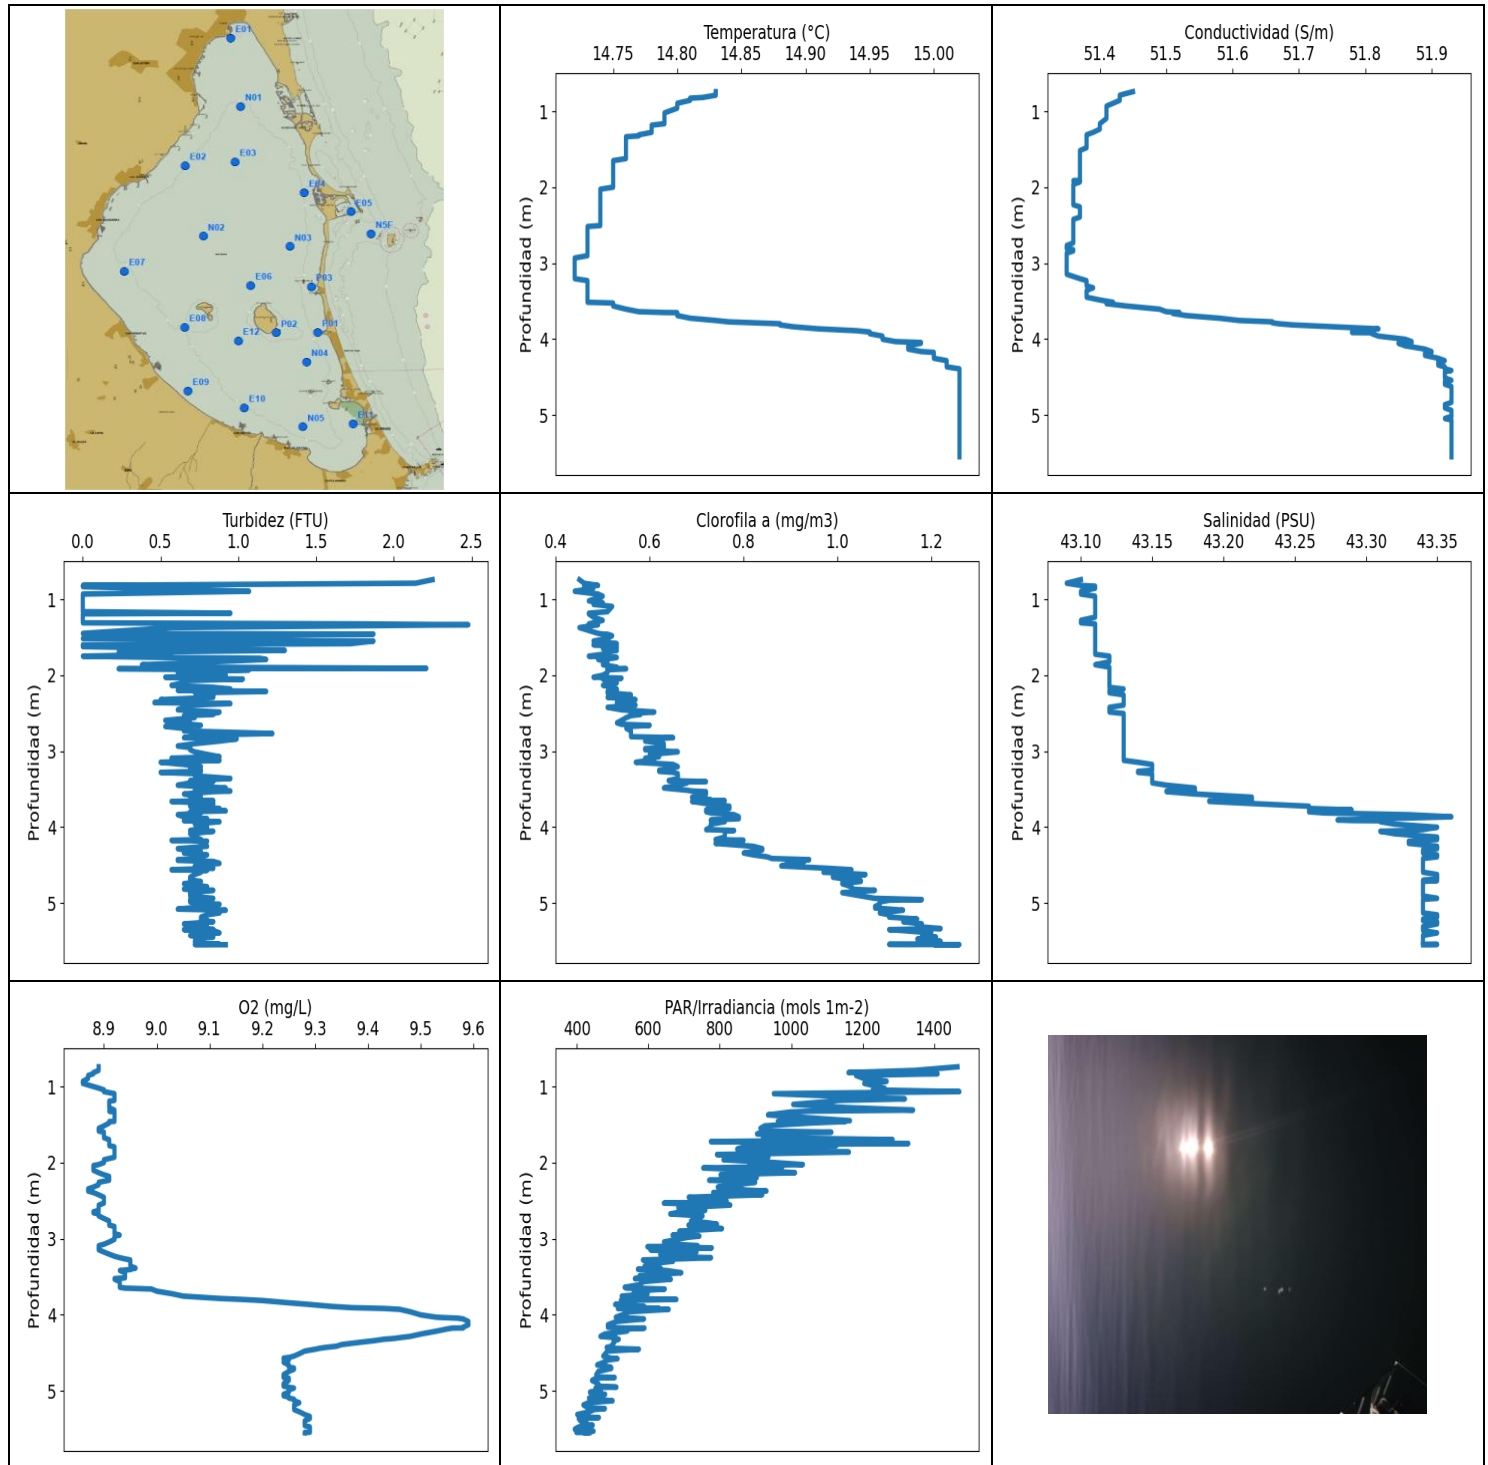 E01
N01
E02
E03
E04
E05
N5F
N02
N03
E07
E06
P03
E08
P02
P01
E12
N04
E09
E10
N05
E11
Temperatura (°C)
14.75 14.80 14.85 14.90 14.95 15.00
Profundidad (m)
1
2
3
4
5
Conductividad (S/m)
51.4 51.5 51.6 51.7 51.8 51.9
Profundidad (m)
1
2
3
4
5
Turbidez (FTU)
0.0 0.5 1.0 1.5 2.0 2.5
Profundidad (m)
1
2
3
4
5
Clorofila a (mg/m3)
0.4 0.6 0.8 1.0 1.2
Profundidad (m)
1
2
3
4
5
Salinidad (PSU)
43.10 43.15 43.20 43.25 43.30 43.35
Profundidad (m)
1
2
3
4
5
O2 (mg/L)
8.9 9.0 9.1 9.2 9.3 9.4 9.5 9.6
Profundidad (m)
1
2
3
4
5
PAR/Irradiancia (mols 1m-2)
400 600 800 1000 1200 1400
Profundidad (m)
1
2
3
4
5